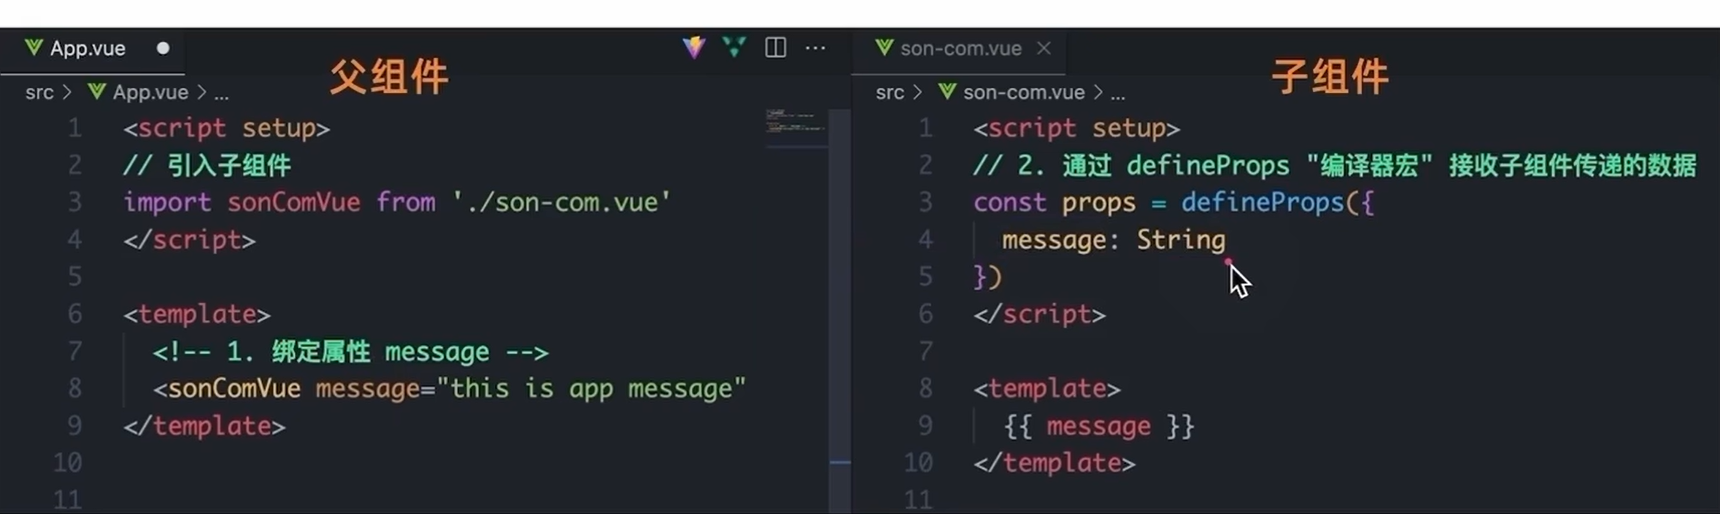 App.vue
父组件
src > App.vue > ...
1 <script setup>
2 // 引入子组件
3 import sonComVue from './son-com.vue'
4 </script>
5
6 <template>
7 <!-- 1. 绑定属性 message -->
8 <sonComVue message="this is app message"
9 </template>
10
11
son-com.vue
子组件
src > son-com.vue > ...
1 <script setup>
2 // 2. 通过 defineProps "编译器宏" 接收子组件传递的数据
3 const props = defineProps({
4 message: String
5 })
6 </script>
7
8 <template>
9 {{ message }}
10 </template>
11